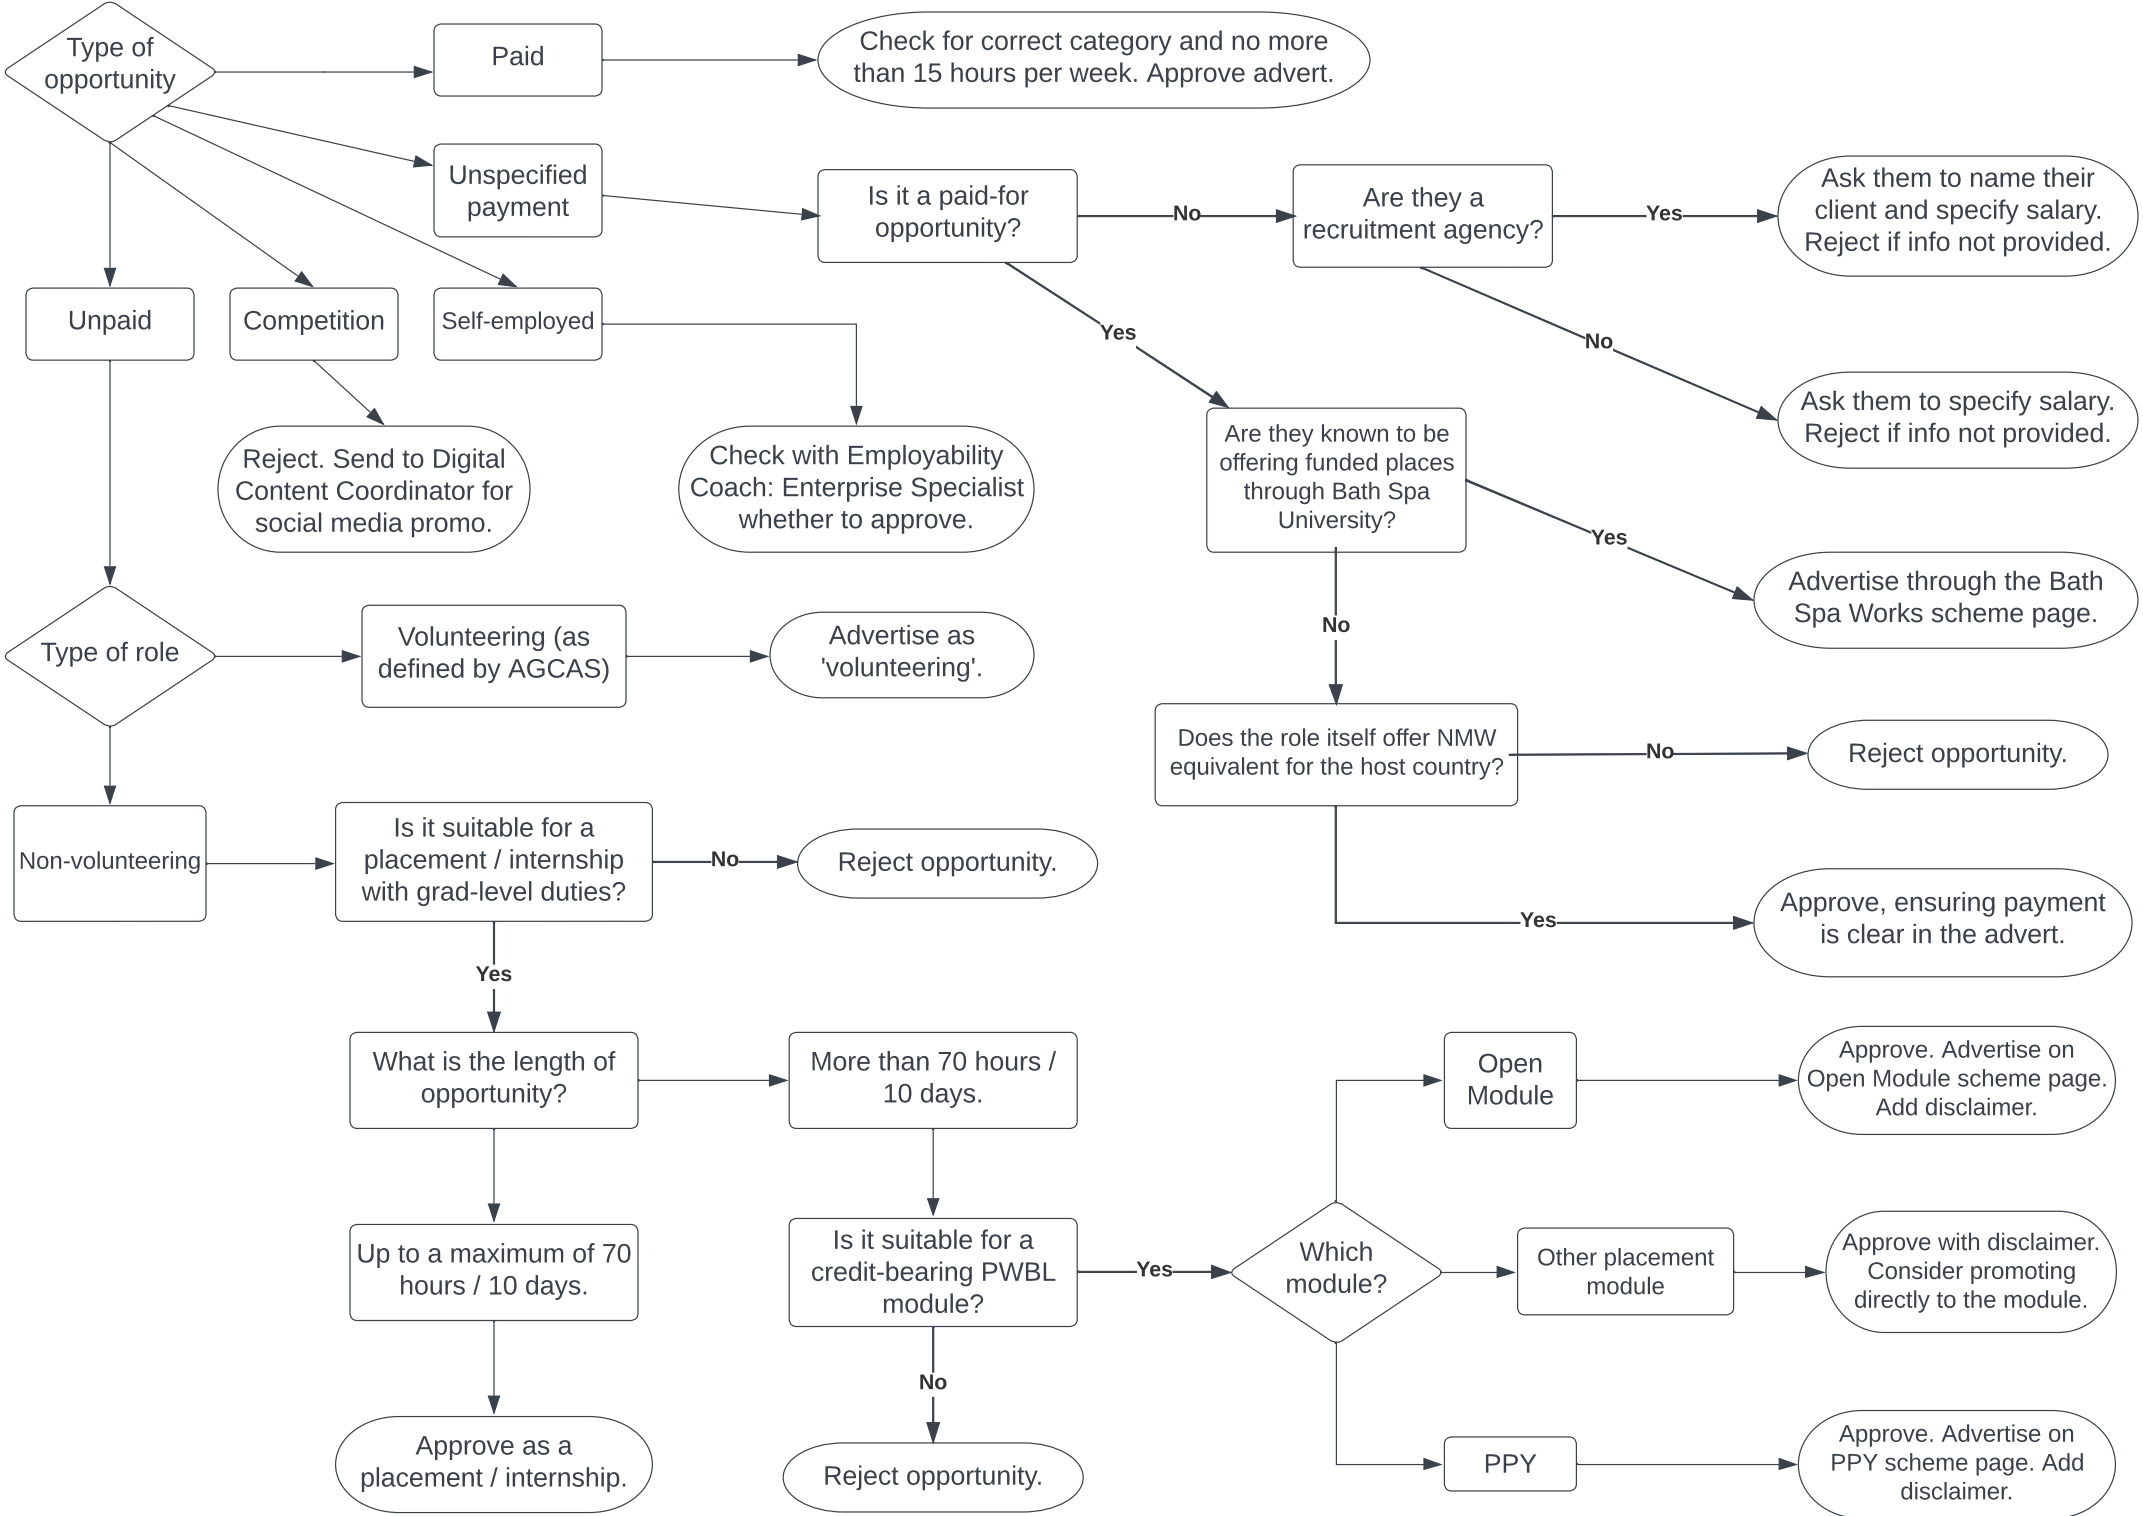 Type of
opportunity
Paid
Check for correct category and no more
than 15 hours per week. Approve advert.
Unspecified
payment
Is it a paid-for
opportunity?
No
Are they a
recruitment agency?
Yes
Ask them to name their
client and specify salary.
Reject if info not provided.
Unpaid
Competition
Self-employed
Yes
No
Ask them to specify salary.
Reject if info not provided.
Reject. Send to Digital
Content Coordinator for
social media promo.
Check with Employability
Coach: Enterprise Specialist
whether to approve.
Are they known to be
offering funded places
through Bath Spa
University?
Yes
Advertise through the Bath
Spa Works scheme page.
No
Type of role
Volunteering (as
defined by AGCAS)
Advertise as
'volunteering'.
Does the role itself offer NMW
equivalent for the host country?
No
Reject opportunity.
Non-volunteering
Is it suitable for a
placement / internship
with grad-level duties?
No
Reject opportunity.
Yes
Approve, ensuring payment
is clear in the advert.
Yes
What is the length of
opportunity?
More than 70 hours /
10 days.
Open
Module
Approve. Advertise on
Open Module scheme page.
Add disclaimer.
Up to a maximum of 70
hours / 10 days.
Is it suitable for a
credit-bearing PWBL
module?
Yes
Which
module?
Other placement
module
Approve with disclaimer.
Consider promoting
directly to the module.
No
Approve as a
placement / internship.
Reject opportunity.
PPY
Approve. Advertise on
PPY scheme page. Add
disclaimer.